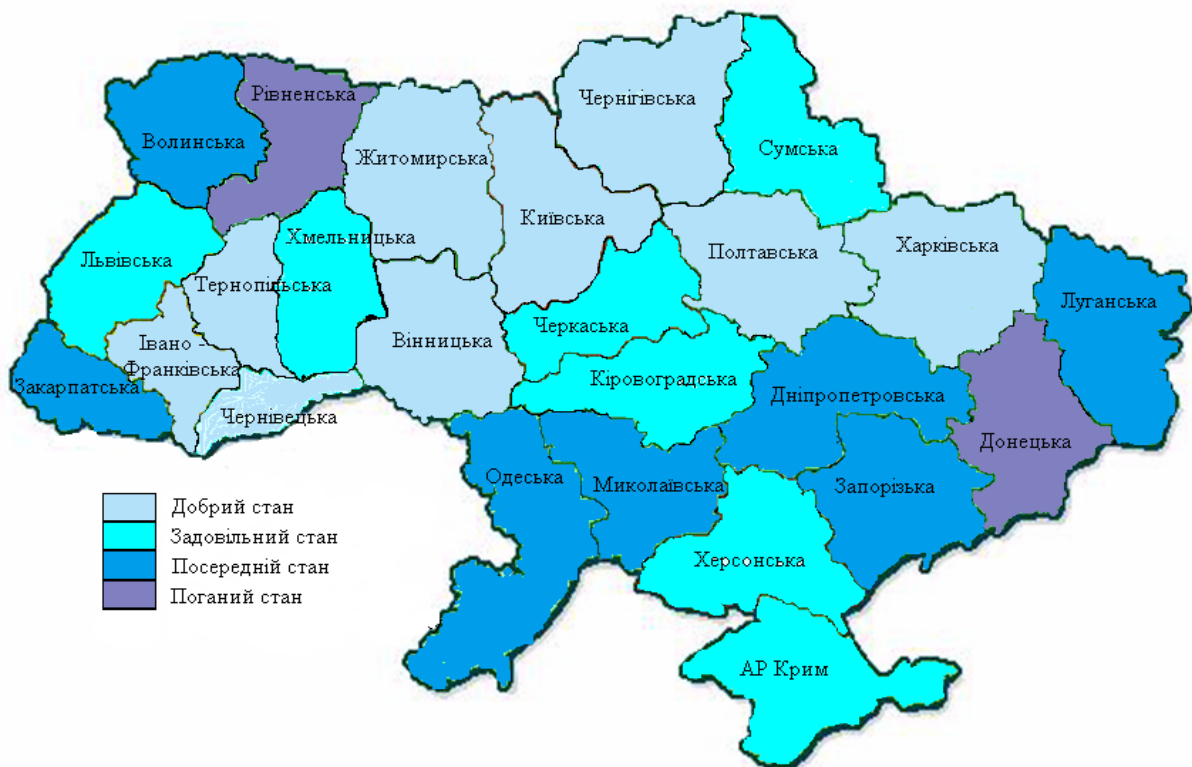 Чернігівська
Рівненська
Волинська
Сумська
Житомирська
Київська
Хмельницька
Полтавська
Харківська
Львівська
Тернопільська
Луганська
Черкаська
Івано -
Франківська
Вінницька
Кіровоградська
Закарпатська
Чернівецька
Дніпропетровська
Донецька
Одеська
Миколаївська
Запорізька
Херсонська
АР Крим
Добрий стан
Задовільний стан
Посередній стан
Поганий стан